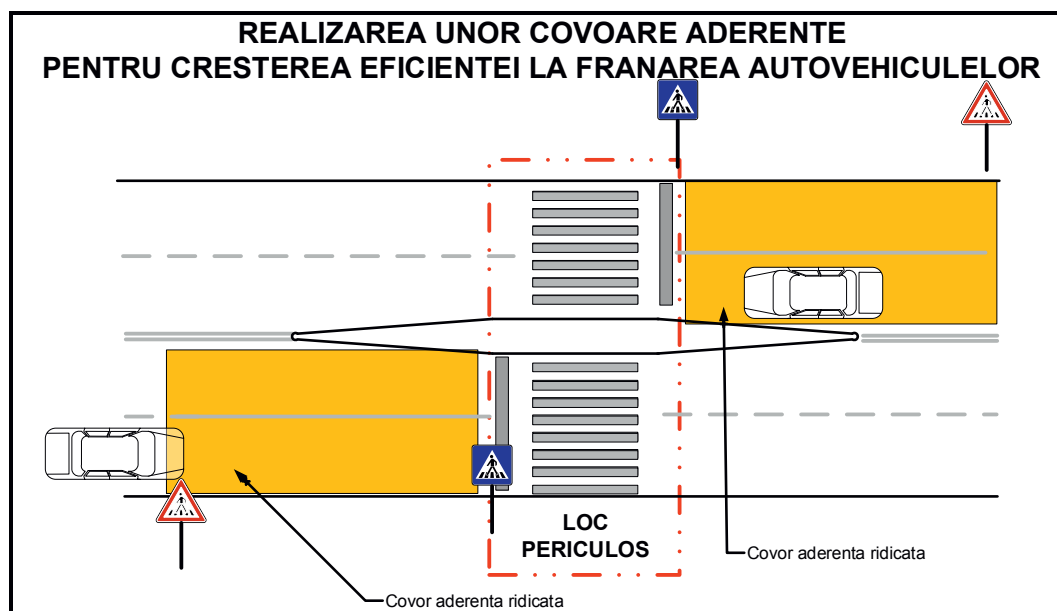 REALIZAREA UNOR COVOARE ADERENTE
PENTRU CRESTEREA EFICIENTEI LA FRANAREA AUTOVEHICULELOR
LOC
PERICULOS
Covor aderenta ridicata
Covor aderenta ridicata